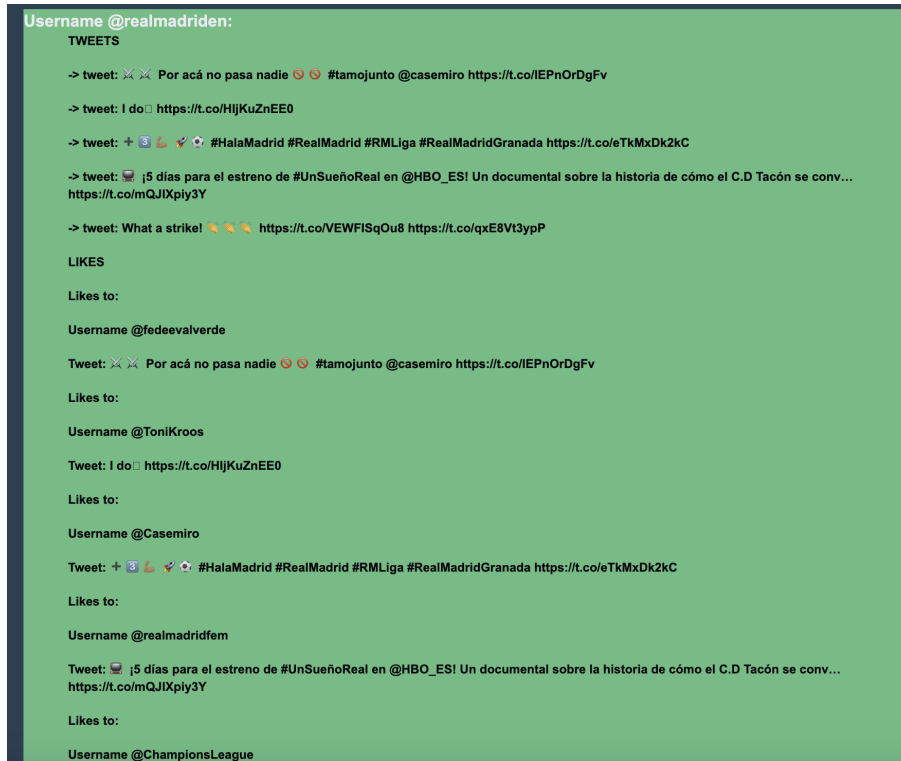 Username @realmadriden:
TWEETS
-> tweet: ⚔️ ⚔️ Por acá no pasa nadie 🚫 🚫 #tamojunto @casemiro https://t.co/lEPnOrDgFv
-> tweet: I do▯ https://t.co/HljKuZnEE0
-> tweet: ➕ 3️⃣ 💪🏽 🚀 ⚽ #HalaMadrid #RealMadrid #RMLiga #RealMadridGranada https://t.co/eTkMxDk2kC
-> tweet: 📺 ¡5 días para el estreno de #UnSueñoReal en @HBO_ES! Un documental sobre la historia de cómo el C.D Tacón se conv…
https://t.co/mQJlXpiy3Y
-> tweet: What a strike! 👏 👏 👏 https://t.co/VEWFlSqOu8 https://t.co/qxE8Vt3ypP
LIKES
Likes to:
Username @fedeevalverde
Tweet: ⚔️ ⚔️ Por acá no pasa nadie 🚫 🚫 #tamojunto @casemiro https://t.co/lEPnOrDgFv
Likes to:
Username @ToniKroos
Tweet: I do▯ https://t.co/HljKuZnEE0
Likes to:
Username @Casemiro
Tweet: ➕ 3️⃣ 💪🏽 🚀 ⚽ #HalaMadrid #RealMadrid #RMLiga #RealMadridGranada https://t.co/eTkMxDk2kC
Likes to:
Username @realmadridfem
Tweet: 📺 ¡5 días para el estreno de #UnSueñoReal en @HBO_ES! Un documental sobre la historia de cómo el C.D Tacón se conv…
https://t.co/mQJlXpiy3Y
Likes to:
Username @ChampionsLeague